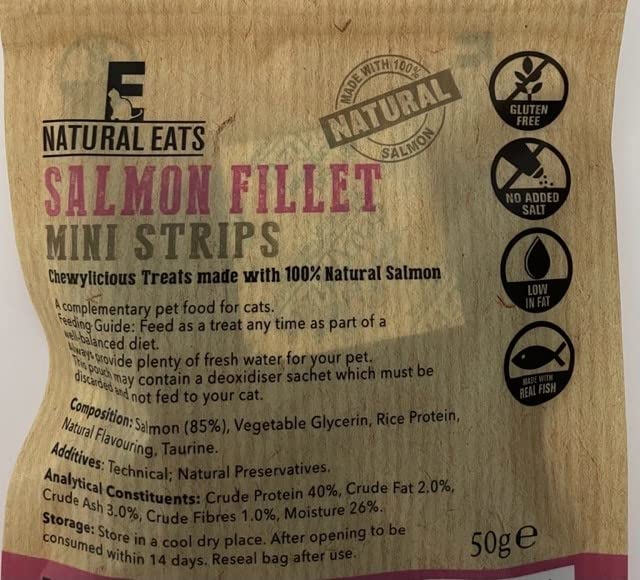 E
NATURAL EATS
MADE WITH 100%
NATURAL
SALMON
SALMON FILLET
MINI STRIPS
Chewylicious Treats made with 100% Natural Salmon
A complementary pet food for cats.
Feeding Guide: Feed as a treat any time as part of a
well-balanced diet.
Always provide plenty of fresh water for your pet.
This pouch may contain a deoxidiser sachet which must be
discarded and not fed to your cat.
Composition: Salmon (85%), Vegetable Glycerin, Rice Protein,
Natural Flavouring, Taurine.
Additives: Technical; Natural Preservatives.
Analytical Constituents: Crude Protein 40%, Crude Fat 2.0%,
Crude Ash 3.0%, Crude Fibres 1.0%, Moisture 26%.
Storage: Store in a cool dry place. After opening to be
consumed within 14 days. Reseal bag after use.
50g e
GLUTEN
FREE
NO ADDED
SALT
LOW
IN FAT
MADE WITH
REAL FISH